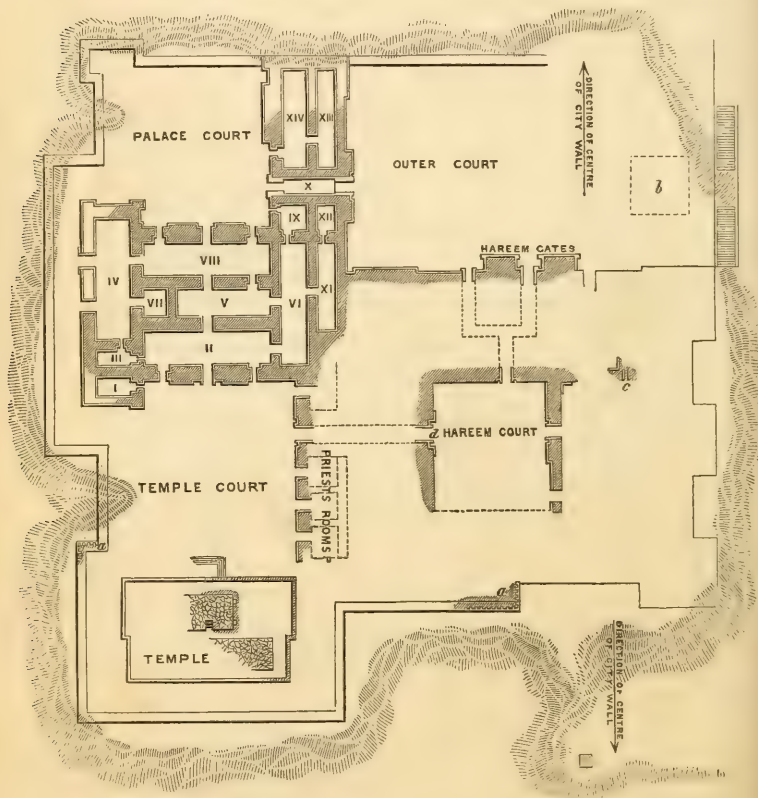 PALACE COURT
XIV
XIII
OUTER COURT
DIRECTION OF CENTRE
OF CITY WALL
b
X
IX
XII
HAREEM GATES
VIII
IV
VII
V
VI
XI
II
III
I
c
d
HAREEM COURT
TEMPLE COURT
PRIESTS ROOMS
a
a
TEMPLE
DIRECTION OF CENTRE
OF CITY WALL